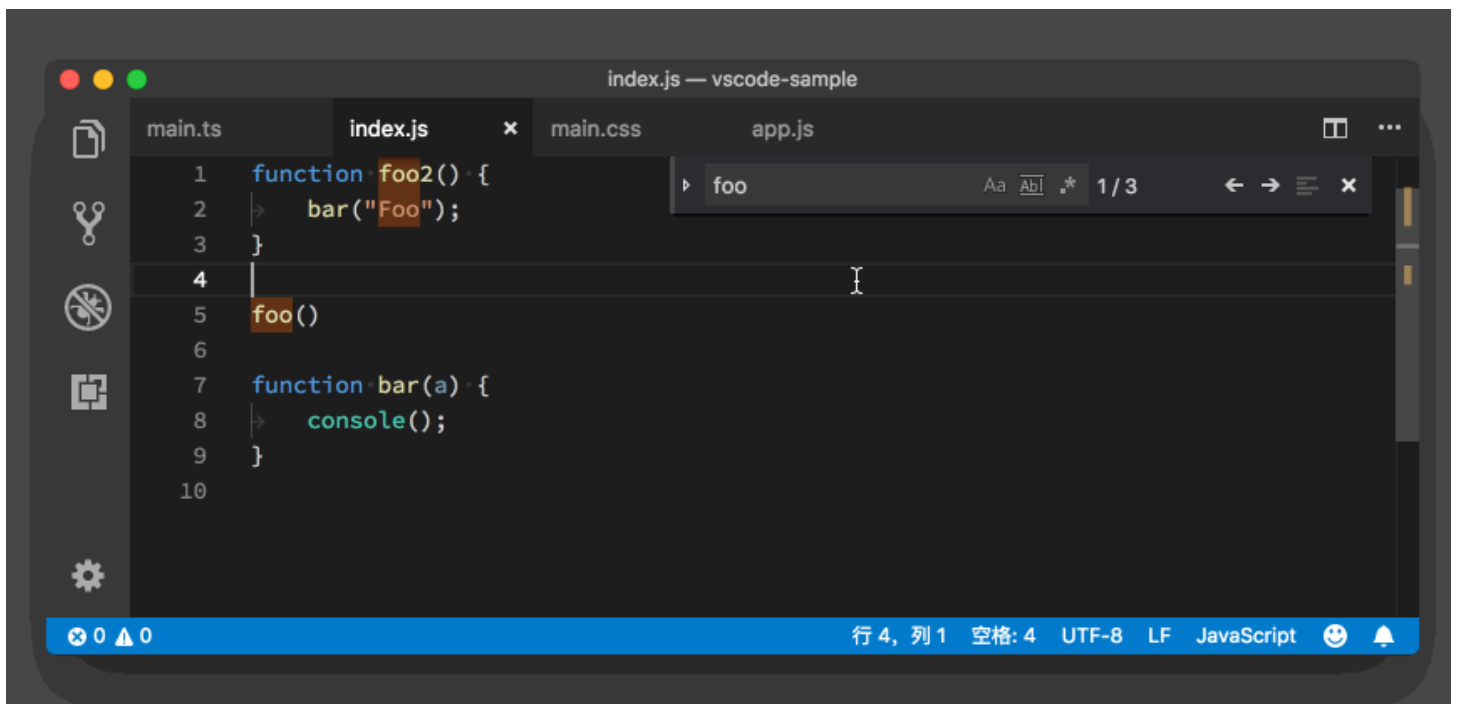 index.js — vscode-sample
main.ts index.js × main.css app.js ···
foo Aa Abl .* 1 / 3
1 function·foo2()·{
2 → bar("Foo");
3 }
4
5 foo()
6
7 function·bar(a)·{
8 → console();
9 }
10
0 0 行 4，列 1 空格: 4 UTF-8 LF JavaScript